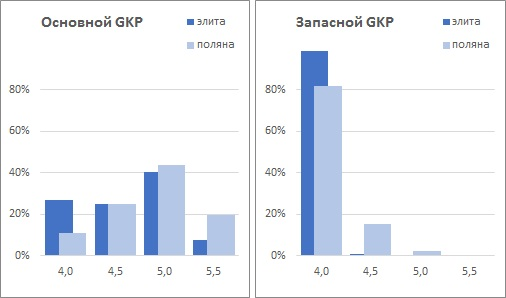 Основной GKP
элита
поляна
80%
60%
40%
20%
0%
4,0 4,5 5,0 5,5
Запасной GKP
элита
поляна
80%
60%
40%
20%
0%
4,0 4,5 5,0 5,5